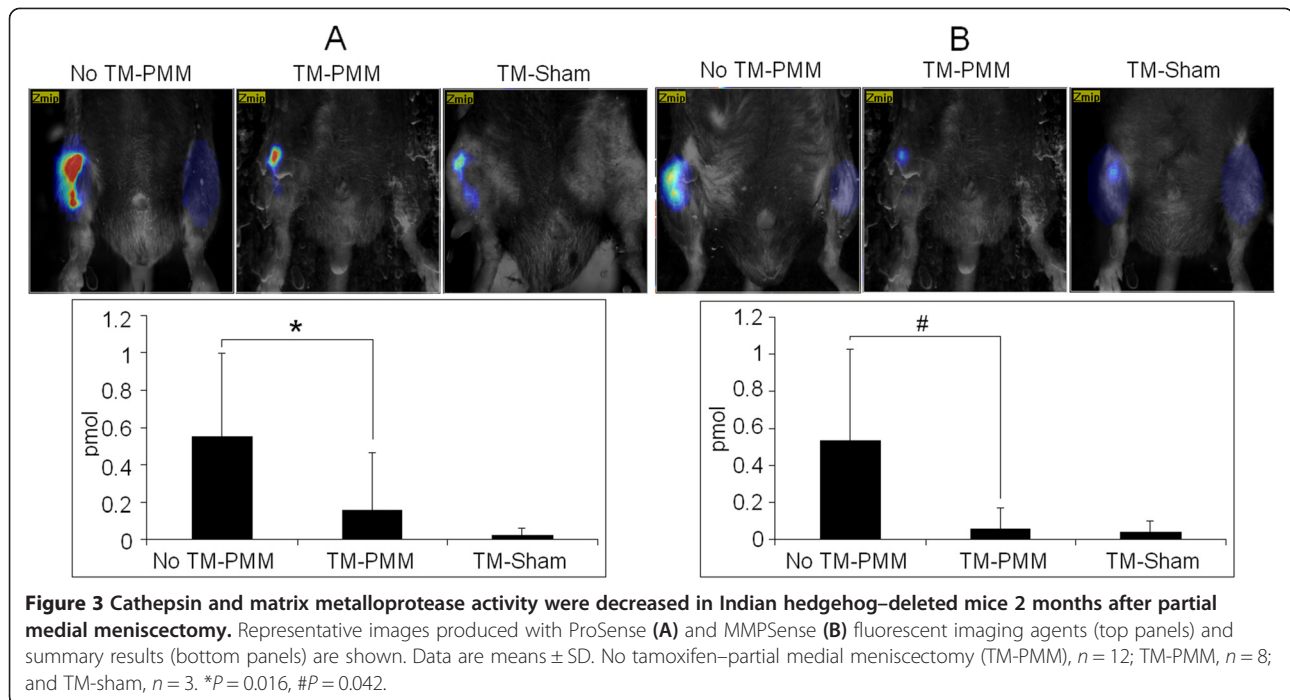 A
B
No TM-PMM TM-PMM TM-Sham No TM-PMM TM-PMM TM-Sham
Zmip Zmip Zmip Zmip Zmip Zmip
1.2
1
0.8
0.6
0.4
0.2
0
pmol
*
No TM-PMM TM-PMM TM-Sham
1.2
1
0.8
0.6
0.4
0.2
0
pmol
#
No TM-PMM TM-PMM TM-Sham
Figure 3 Cathepsin and matrix metalloprotease activity were decreased in Indian hedgehog–deleted mice 2 months after partial
medial meniscectomy. Representative images produced with ProSense (A) and MMPSense (B) fluorescent imaging agents (top panels) and
summary results (bottom panels) are shown. Data are means ± SD. No tamoxifen–partial medial meniscectomy (TM-PMM), n = 12; TM-PMM, n = 8;
and TM-sham, n = 3. *P = 0.016, #P = 0.042.